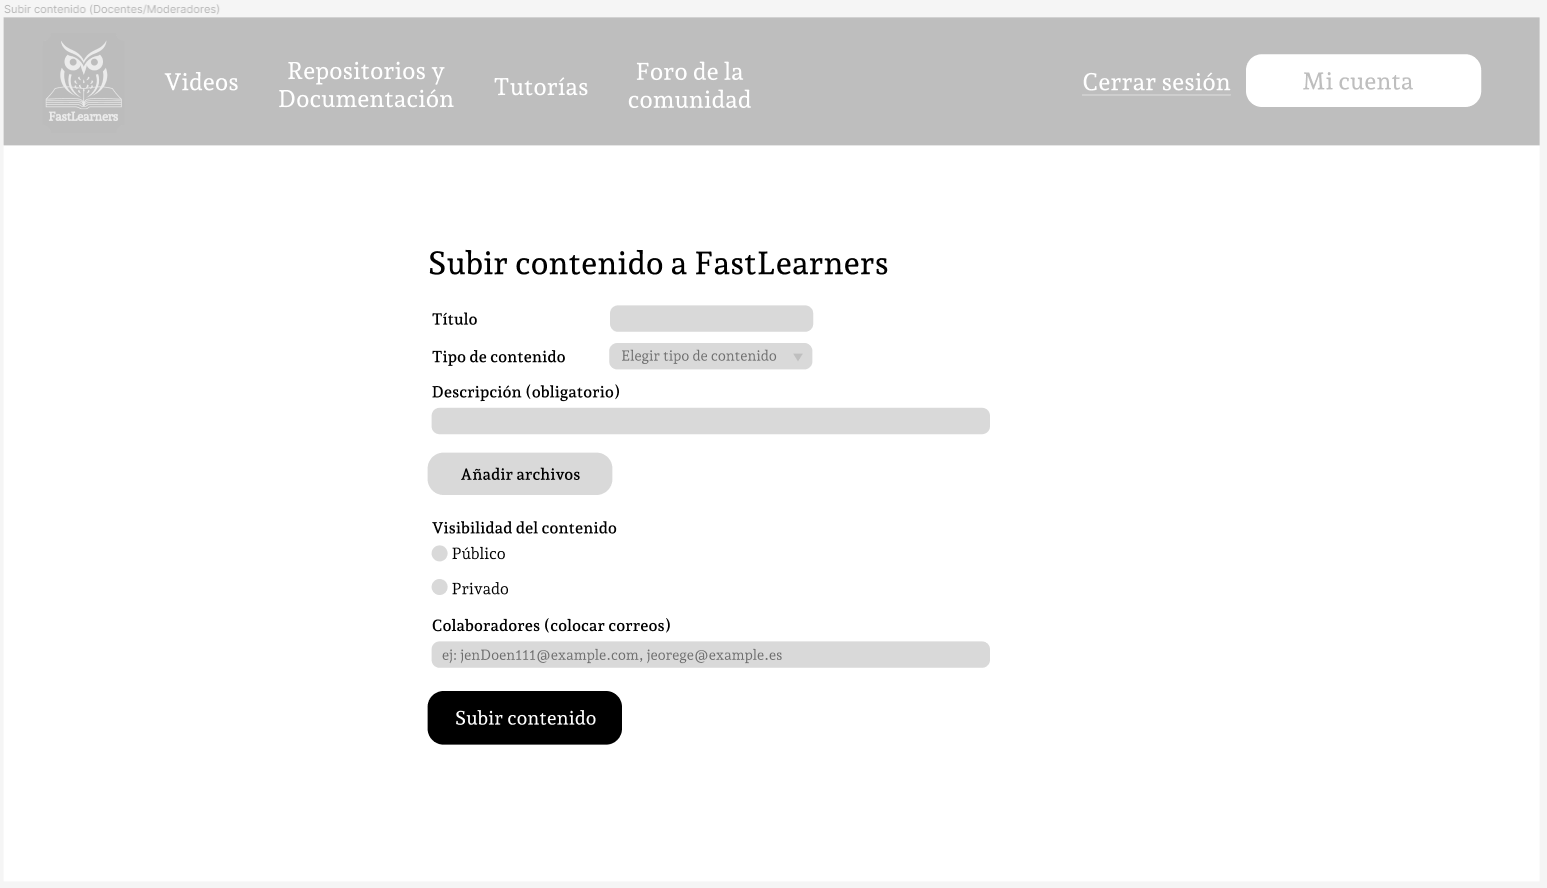 Subir contenido (Docentes/Moderadores)
FastLearners
Videos
Repositorios y
Documentación
Tutorías
Foro de la
comunidad
Cerrar sesión
Mi cuenta
Subir contenido a FastLearners
Título
Tipo de contenido
Elegir tipo de contenido
Descripción (obligatorio)
Añadir archivos
Visibilidad del contenido
Público
Privado
Colaboradores (colocar correos)
ej: jenDoen111@example.com, jeorege@example.es
Subir contenido